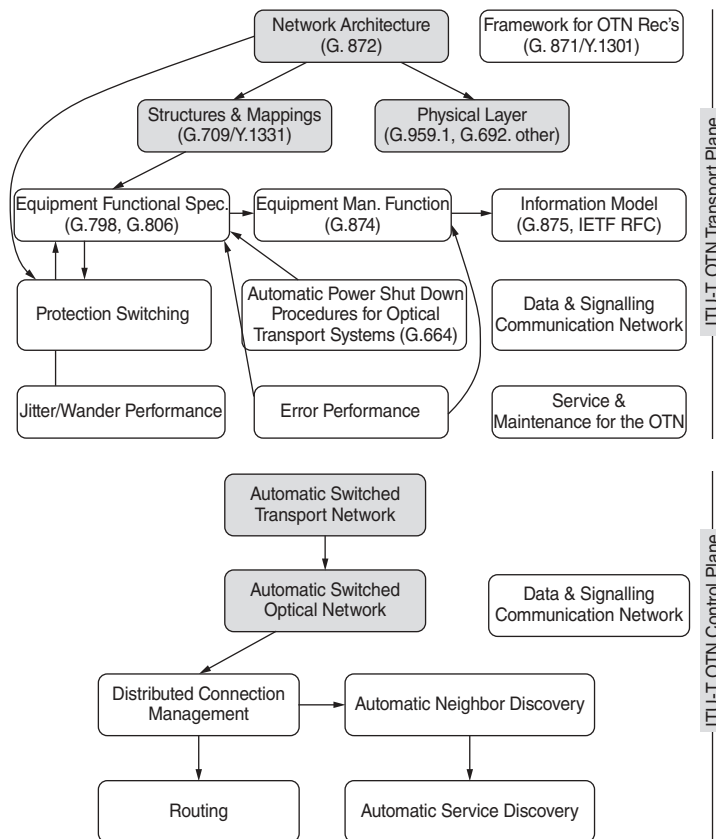 Network Architecture
(G. 872)
Framework for OTN Rec's
(G. 871/Y.1301)
Structures & Mappings
(G.709/Y.1331)
Physical Layer
(G.959.1, G.692. other)
Equipment Functional Spec.
(G.798, G.806)
Equipment Man. Function
(G.874)
Information Model
(G.875, IETF RFC)
Protection Switching
Automatic Power Shut Down
Procedures for Optical
Transport Systems (G.664)
Data & Signalling
Communication Network
Jitter/Wander Performance
Error Performance
Service &
Maintenance for the OTN
ITU-T OTN Transport Plane
Automatic Switched
Transport Network
Automatic Switched
Optical Network
Data & Signalling
Communication Network
Distributed Connection
Management
Automatic Neighbor Discovery
Routing
Automatic Service Discovery
ITU-T OTN Control Plane